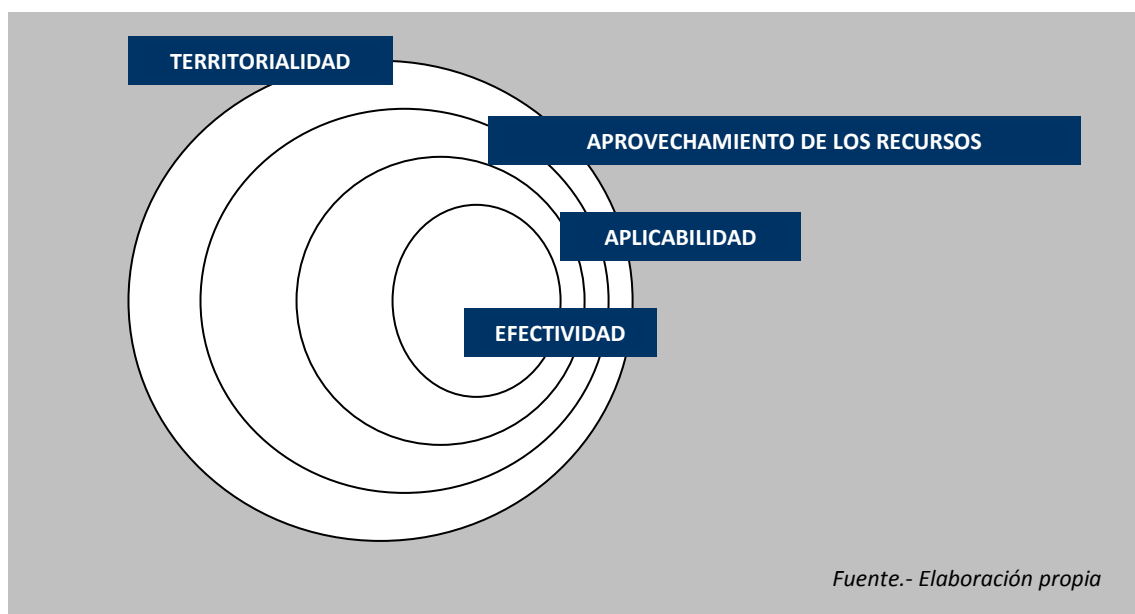 TERRITORIALIDAD
APROVECHAMIENTO DE LOS RECURSOS
APLICABILIDAD
EFECTIVIDAD
Fuente.- Elaboración propia